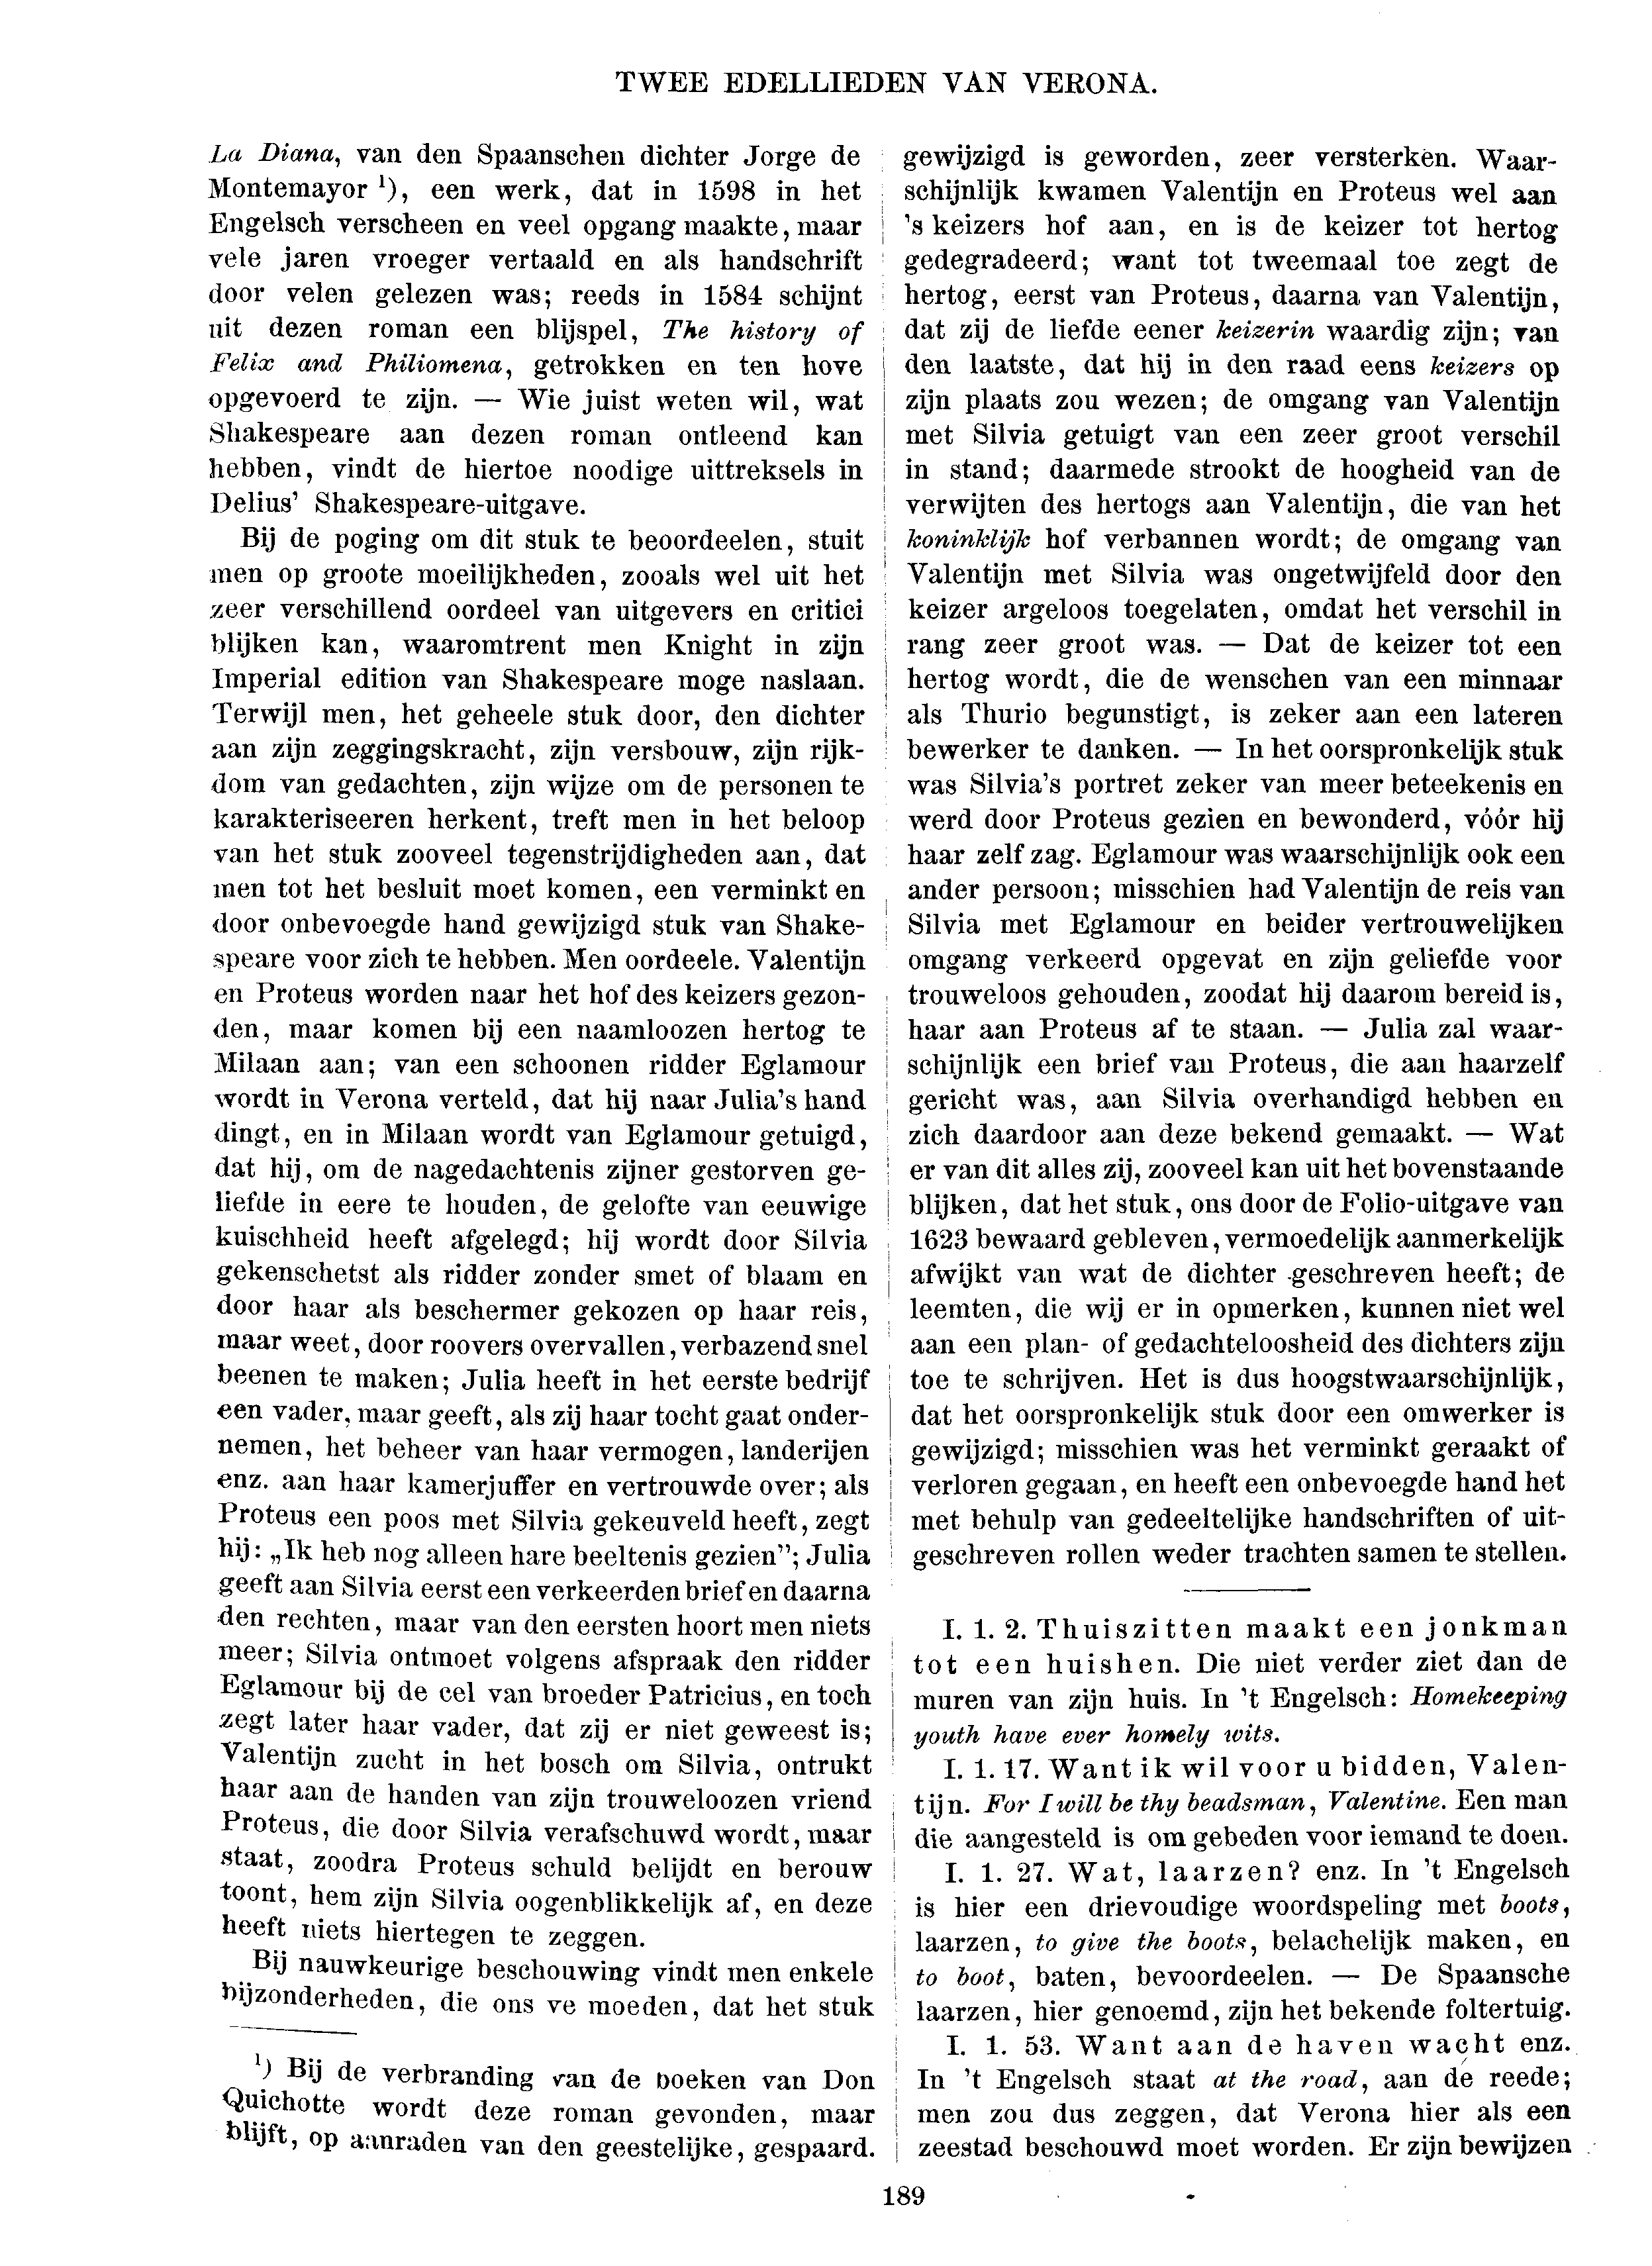 TWEE EDELLIEDEN VAN VERONA.
La Diana, van den Spaanschen dichter Jorge de
Montemayor ¹), een werk, dat in 1598 in het
Engelsch verscheen en veel opgang maakte, maar
vele jaren vroeger vertaald en als handschrift
door velen gelezen was; reeds in 1584 schijnt
uit dezen roman een blijspel, The history of
Felix and Philiomena, getrokken en ten hove
opgevoerd te zijn. — Wie juist weten wil, wat
Shakespeare aan dezen roman ontleend kan
hebben, vindt de hiertoe noodige uittreksels in
Delius' Shakespeare-uitgave.
Bij de poging om dit stuk te beoordeelen, stuit
men op groote moeilijkheden, zooals wel uit het
zeer verschillend oordeel van uitgevers en critici
blijken kan, waaromtrent men Knight in zijn
Imperial edition van Shakespeare moge naslaan.
Terwijl men, het geheele stuk door, den dichter
aan zijn zeggingskracht, zijn versbouw, zijn rijk-
dom van gedachten, zijn wijze om de personen te
karakteriseeren herkent, treft men in het beloop
van het stuk zooveel tegenstrijdigheden aan, dat
men tot het besluit moet komen, een verminkt en
door onbevoegde hand gewijzigd stuk van Shake-
speare voor zich te hebben. Men oordeele. Valentijn
en Proteus worden naar het hof des keizers gezon-
den, maar komen bij een naamloozen hertog te
Milaan aan; van een schoonen ridder Eglamour
wordt in Verona verteld, dat hij naar Julia's hand
dingt, en in Milaan wordt van Eglamour getuigd,
dat hij, om de nagedachtenis zijner gestorven ge-
liefde in eere te houden, de gelofte van eeuwige
kuischheid heeft afgelegd; hij wordt door Silvia
gekenschetst als ridder zonder smet of blaam en
door haar als beschermer gekozen op haar reis,
maar weet, door roovers overvallen, verbazend snel
beenen te maken; Julia heeft in het eerste bedrijf
een vader, maar geeft, als zij haar tocht gaat onder-
nemen, het beheer van haar vermogen, landerijen
enz. aan haar kamerjuffer en vertrouwde over; als
Proteus een poos met Silvia gekeuveld heeft, zegt
hij: „Ik heb nog alleen hare beeltenis gezien”; Julia
geeft aan Silvia eerst een verkeerden brief en daarna
den rechten, maar van den eersten hoort men niets
meer; Silvia ontmoet volgens afspraak den ridder
Eglamour bij de cel van broeder Patricius, en toch
zegt later haar vader, dat zij er niet geweest is;
Valentijn zucht in het bosch om Silvia, ontrukt
haar aan de handen van zijn trouweloozen vriend
Proteus, die door Silvia verafschuwd wordt, maar
staat, zoodra Proteus schuld belijdt en berouw
toont, hem zijn Silvia oogenblikkelijk af, en deze
heeft niets hiertegen te zeggen.
Bij nauwkeurige beschouwing vindt men enkele
bijzonderheden, die ons ve moeden, dat het stuk
¹) Bij de verbranding van de boeken van Don
Quichotte wordt deze roman gevonden, maar
blijft, op aanraden van den geestelijke, gespaard.
gewijzigd is geworden, zeer versterken. Waar-
schijnlijk kwamen Valentijn en Proteus wel aan
's keizers hof aan, en is de keizer tot hertog
gedegradeerd; want tot tweemaal toe zegt de
hertog, eerst van Proteus, daarna van Valentijn,
dat zij de liefde eener keizerin waardig zijn; van
den laatste, dat hij in den raad eens keizers op
zijn plaats zou wezen; de omgang van Valentijn
met Silvia getuigt van een zeer groot verschil
in stand; daarmede strookt de hoogheid van de
verwijten des hertogs aan Valentijn, die van het
koninklijk hof verbannen wordt; de omgang van
Valentijn met Silvia was ongetwijfeld door den
keizer argeloos toegelaten, omdat het verschil in
rang zeer groot was. — Dat de keizer tot een
hertog wordt, die de wenschen van een minnaar
als Thurio begunstigt, is zeker aan een lateren
bewerker te danken. — In het oorspronkelijk stuk
was Silvia's portret zeker van meer beteekenis en
werd door Proteus gezien en bewonderd, vóór hij
haar zelf zag. Eglamour was waarschijnlijk ook een
ander persoon; misschien had Valentijn de reis van
Silvia met Eglamour en beider vertrouwelijken
omgang verkeerd opgevat en zijn geliefde voor
trouweloos gehouden, zoodat hij daarom bereid is,
haar aan Proteus af te staan. — Julia zal waar-
schijnlijk een brief van Proteus, die aan haarzelf
gericht was, aan Silvia overhandigd hebben en
zich daardoor aan deze bekend gemaakt. — Wat
er van dit alles zij, zooveel kan uit het bovenstaande
blijken, dat het stuk, ons door de Folio-uitgave van
1623 bewaard gebleven, vermoedelijk aanmerkelijk
afwijkt van wat de dichter geschreven heeft; de
leemten, die wij er in opmerken, kunnen niet wel
aan een plan- of gedachteloosheid des dichters zijn
toe te schrijven. Het is dus hoogstwaarschijnlijk,
dat het oorspronkelijk stuk door een omwerker is
gewijzigd; misschien was het verminkt geraakt of
verloren gegaan, en heeft een onbevoegde hand het
met behulp van gedeeltelijke handschriften of uit-
geschreven rollen weder trachten samen te stellen.
I. 1. 2. Thuiszitten maakt een jonkman
tot een huishen. Die niet verder ziet dan de
muren van zijn huis. In 't Engelsch: Homekeeping
youth have ever homely wits.
I. 1. 17. Want ik wil voor u bidden, Valen-
tijn. For I will be thy beadsman, Valentine. Een man
die aangesteld is om gebeden voor iemand te doen.
I. 1. 27. Wat, laarzen? enz. In 't Engelsch
is hier een drievoudige woordspeling met boots,
laarzen, to give the boots, belachelijk maken, en
to boot, baten, bevoordeelen. — De Spaansche
laarzen, hier genoemd, zijn het bekende foltertuig.
I. 1. 53. Want aan de haven wacht enz.
In 't Engelsch staat at the road, aan de reede;
men zou dus zeggen, dat Verona hier als een
zeestad beschouwd moet worden. Er zijn bewijzen
189